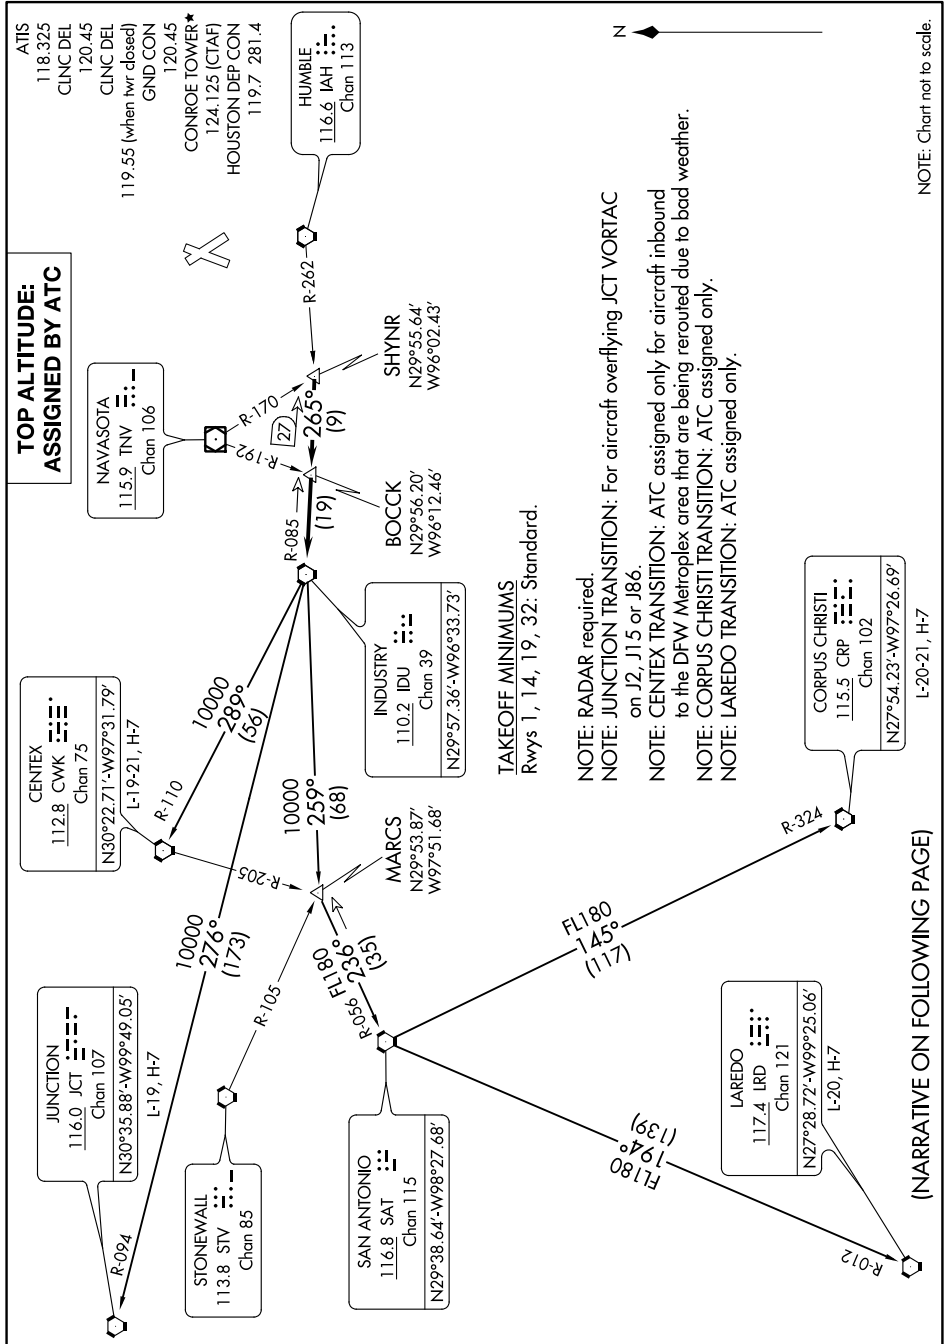 ATIS
118.325
CLNC DEL
120.45
CLNC DEL
119.55 (when twr closed)
GND CON
120.45
CONROE TOWER★
124.125 (CTAF)
HOUSTON DEP CON
119.7 281.4
TOP ALTITUDE:
ASSIGNED BY ATC
NAVASOTA
115.9 TNV
Chan 106
HUMBLE
116.6 IAH
Chan 113
N
R-262
R-170
R-192
27
265°
(9)
SHYNR
N29°55.64'
W96°02.43'
BOCCK
N29°56.20'
W96°12.46'
R-085
(19)
INDUSTRY
110.2 IDU
Chan 39
N29°57.36'-W96°33.73'
CENTEX
112.8 CWK
Chan 75
N30°22.71'-W97°31.79'
L-19-21, H-7
10000
289°
(56)
R-110
R-205
10000
259°
(68)
MARCS
N29°53.87'
W97°51.68'
10000
276°
(173)
JUNCTION
116.0 JCT
Chan 107
N30°35.88'-W99°49.05'
L-19, H-7
R-094
STONEWALL
113.8 STV
Chan 85
R-105
FL180
236°
(35)
R-056
SAN ANTONIO
116.8 SAT
Chan 115
N29°38.64'-W98°27.68'
FL180
145°
(117)
R-324
CORPUS CHRISTI
115.5 CRP
Chan 102
N27°54.23'-W97°26.69'
L-20-21, H-7
FL180
194°
(139)
R-012
LAREDO
117.4 LRD
Chan 121
N27°28.72'-W99°25.06'
L-20, H-7
TAKEOFF MINIMUMS
Rwys 1, 14, 19, 32: Standard.
NOTE: RADAR required.
NOTE: JUNCTION TRANSITION: For aircraft overflying JCT VORTAC
on J2, J15 or J86.
NOTE: CENTEX TRANSITION: ATC assigned only for aircraft inbound
to the DFW Metroplex area that are being rerouted due to bad weather.
NOTE: CORPUS CHRISTI TRANSITION: ATC assigned only.
NOTE: LAREDO TRANSITION: ATC assigned only.
(NARRATIVE ON FOLLOWING PAGE)
NOTE: Chart not to scale.